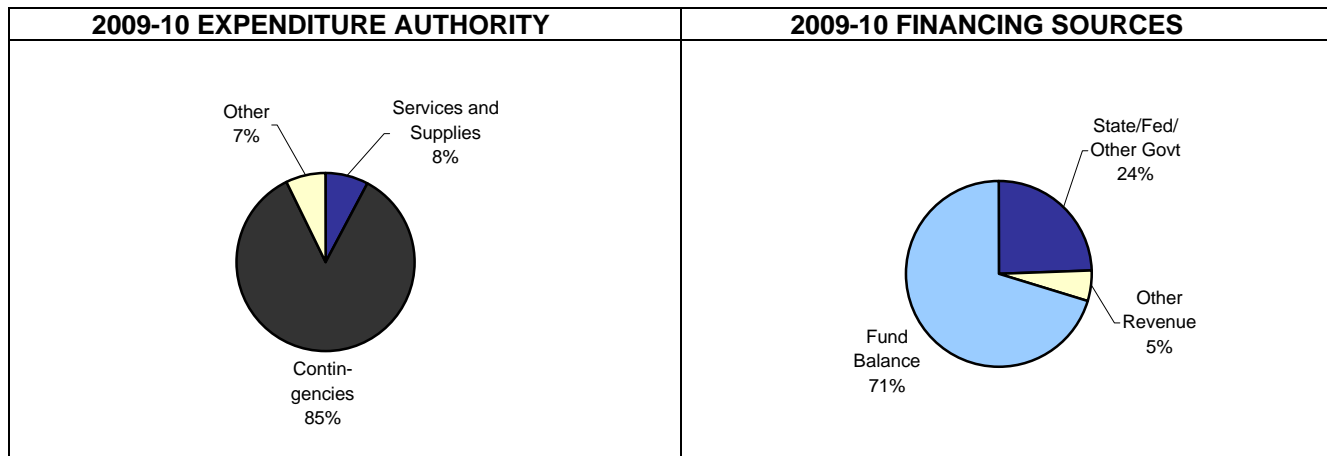 2009-10 EXPENDITURE AUTHORITY
Other
7%
Services and
Supplies
8%
Contin-
gencies
85%
2009-10 FINANCING SOURCES
State/Fed/
Other Govt
24%
Other
Revenue
5%
Fund
Balance
71%